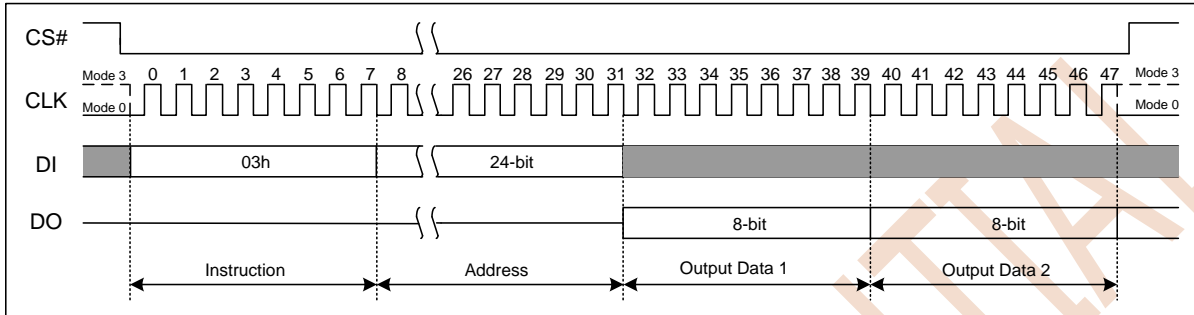 CS#
Mode 3 0 1 2 3 4 5 6 7 8 26 27 28 29 30 31 32 33 34 35 36 37 38 39 40 41 42 43 44 45 46 47 Mode 3
CLK
Mode 0 Mode 0
DI 03h 24-bit
DO 8-bit 8-bit
Instruction Address Output Data 1 Output Data 2